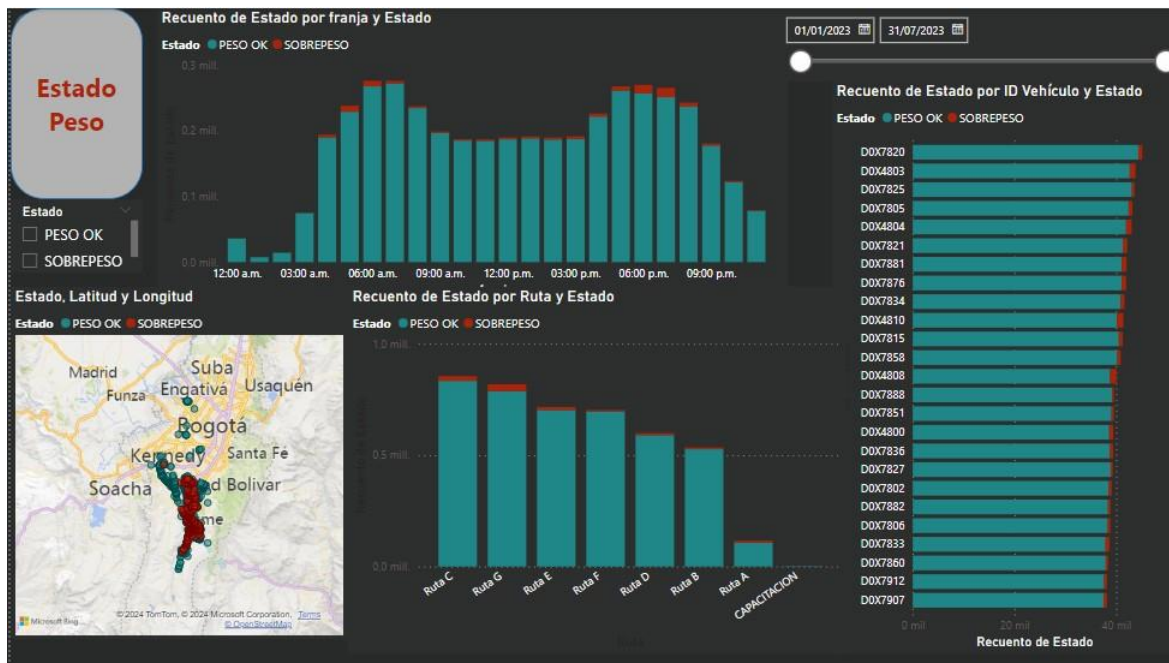 Estado
Peso
Estado
PESO OK
SOBREPESO
Recuento de Estado por franja y Estado
Estado PESO OK SOBREPESO
0.3 mill.
0.2 mill.
0.1 mill.
0.0 mill.
12:00 a.m. 03:00 a.m. 06:00 a.m. 09:00 a.m. 12:00 p.m. 03:00 p.m. 06:00 p.m. 09:00 p.m.
01/01/2023 31/07/2023
Recuento de Estado por ID Vehículo y Estado
Estado PESO OK SOBREPESO
D0X7820
D0X4803
D0X7825
D0X7805
D0X4804
D0X7821
D0X7881
D0X7876
D0X7834
D0X4810
D0X7815
D0X7858
D0X4808
D0X7888
D0X7851
D0X4800
D0X7836
D0X7827
D0X7802
D0X7882
D0X7806
D0X7833
D0X7860
D0X7912
D0X7907
0 mil 20 mil 40 mil
Recuento de Estado
Estado, Latitud y Longitud
Estado PESO OK SOBREPESO
Madrid
Suba
Funza
Engativá
Usaquén
Bogotá
Kennedy
Santa Fé
Soacha
Bolivar
© 2024 TomTom, © 2024 Microsoft Corporation, Terms
© OpenStreetMap
Microsoft Bing
Recuento de Estado por Ruta y Estado
Estado PESO OK SOBREPESO
1.0 mill.
0.5 mill.
0.0 mill.
Ruta C Ruta G Ruta E Ruta F Ruta D Ruta B Ruta A CAPACITACION
Ruta